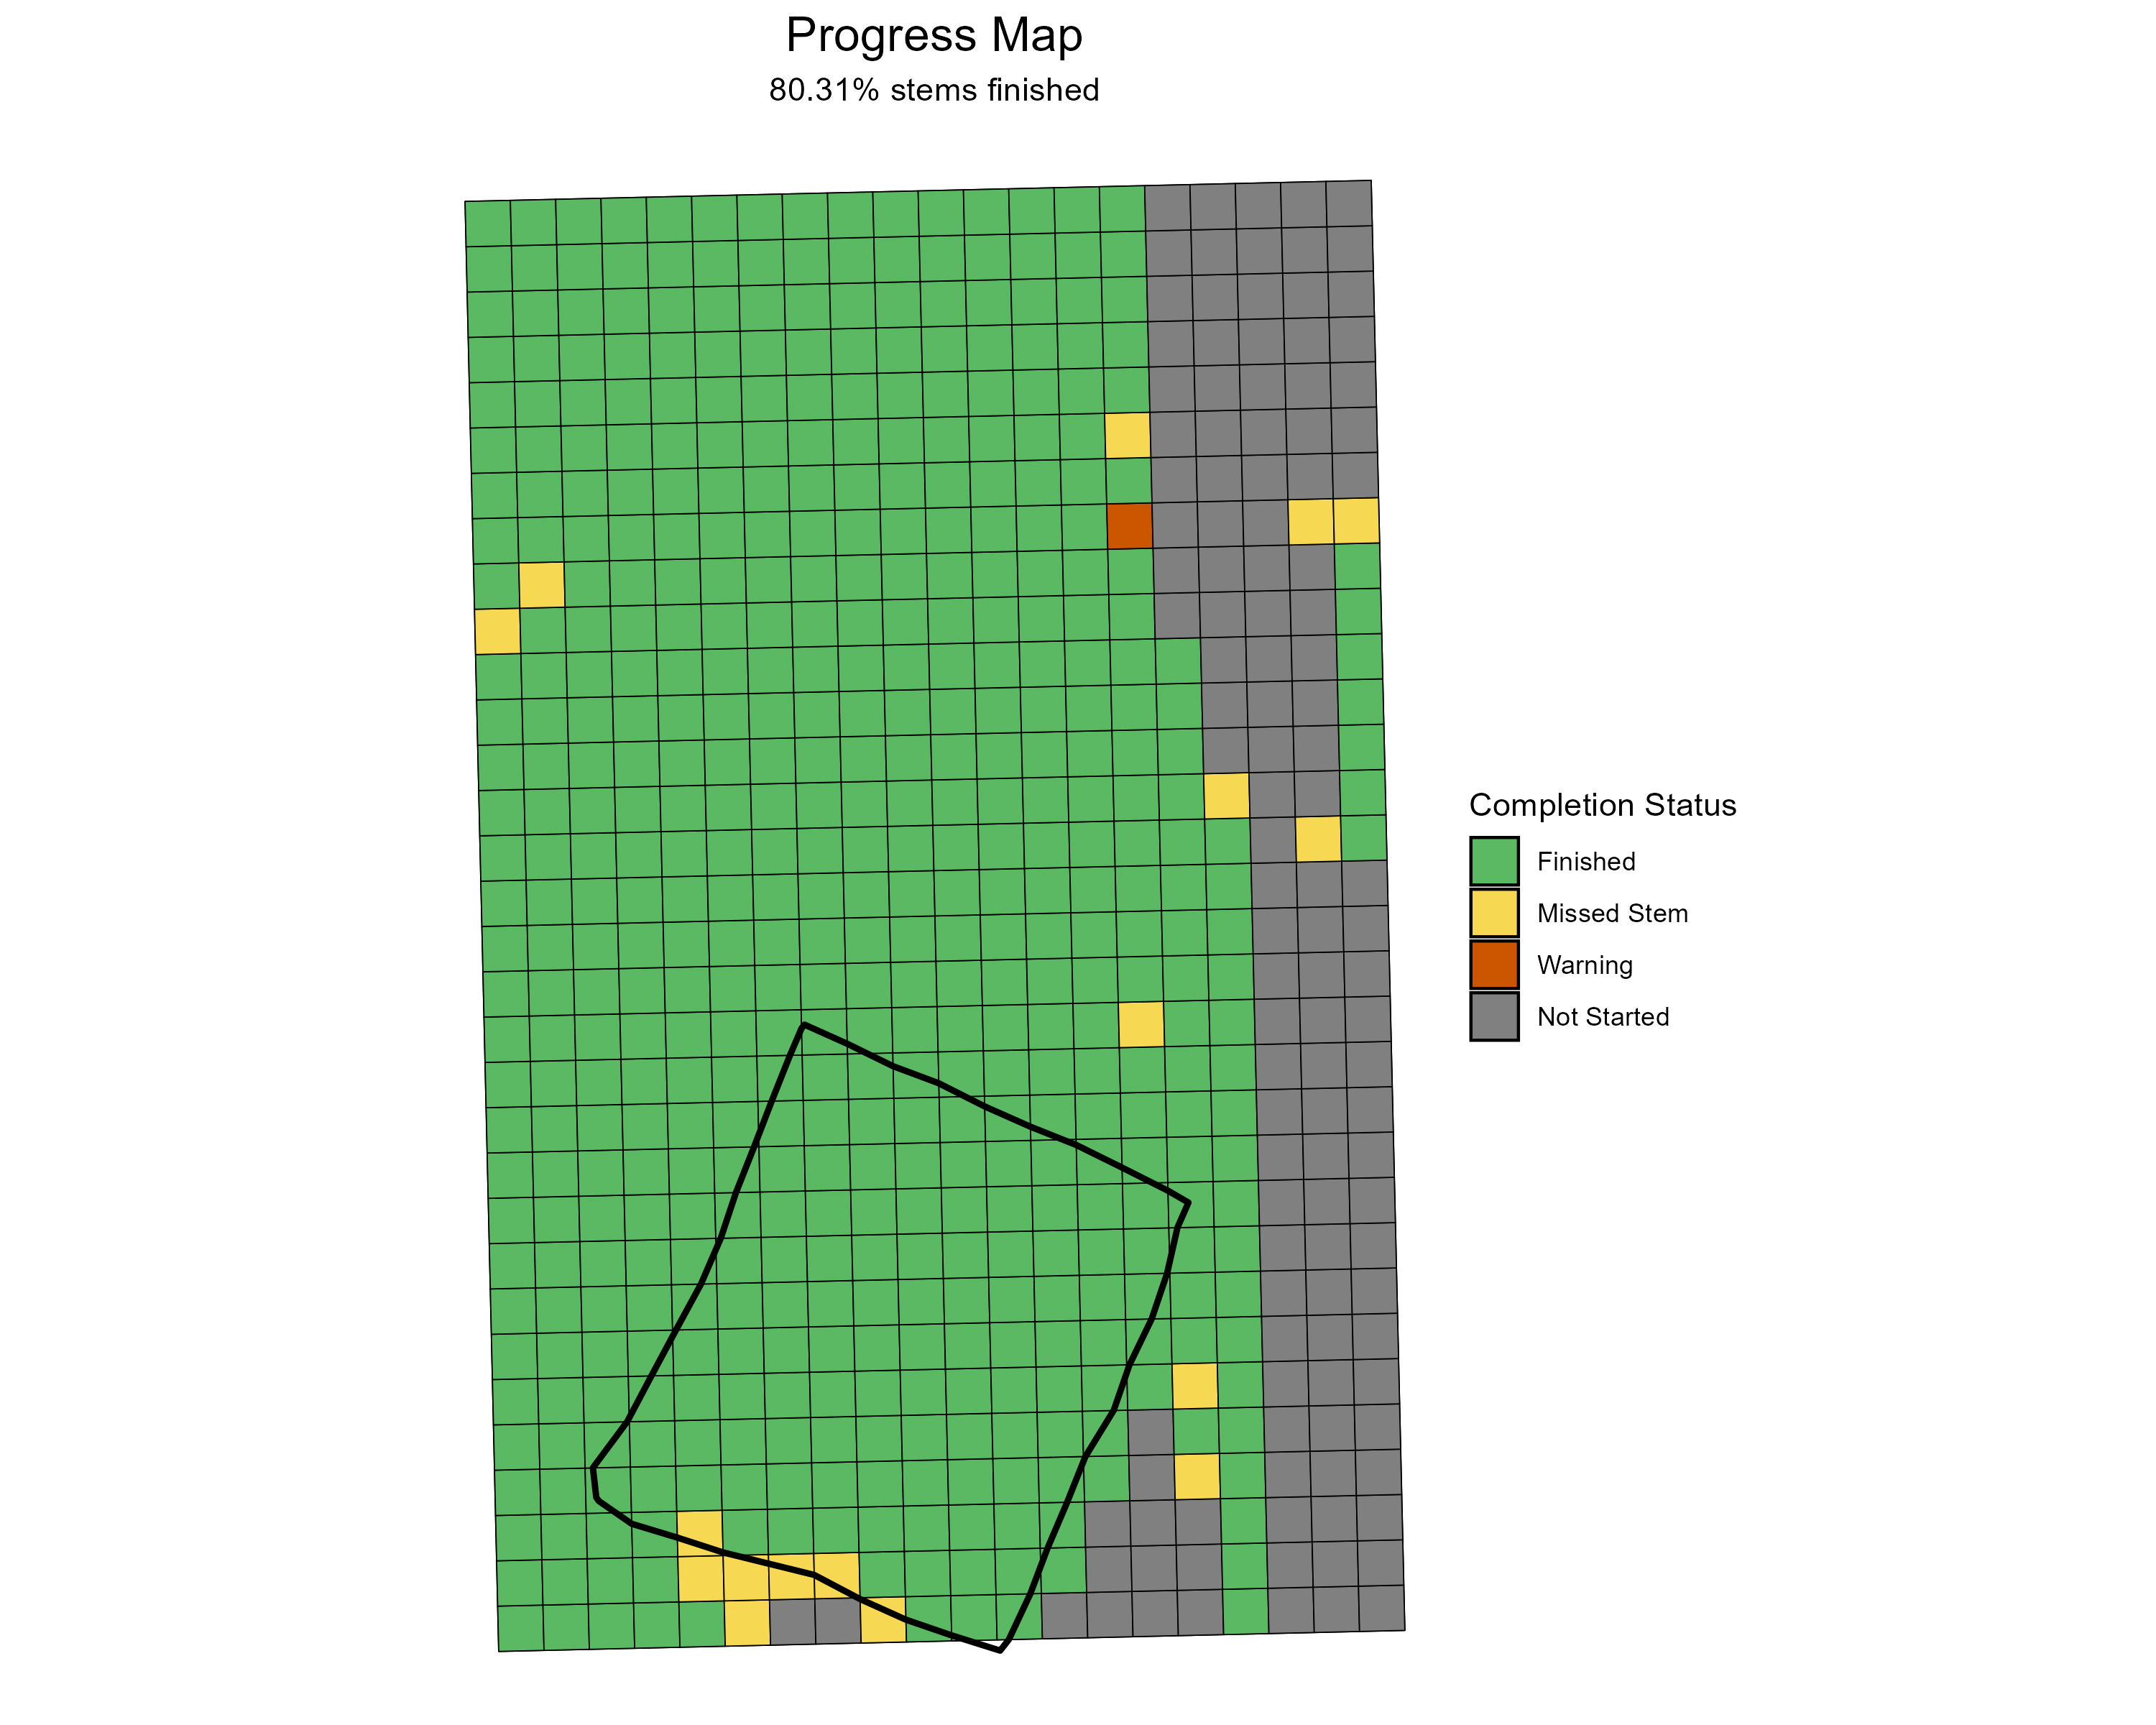 Progress Map
80.31% stems finished
Completion Status
Finished
Missed Stem
Warning
Not Started